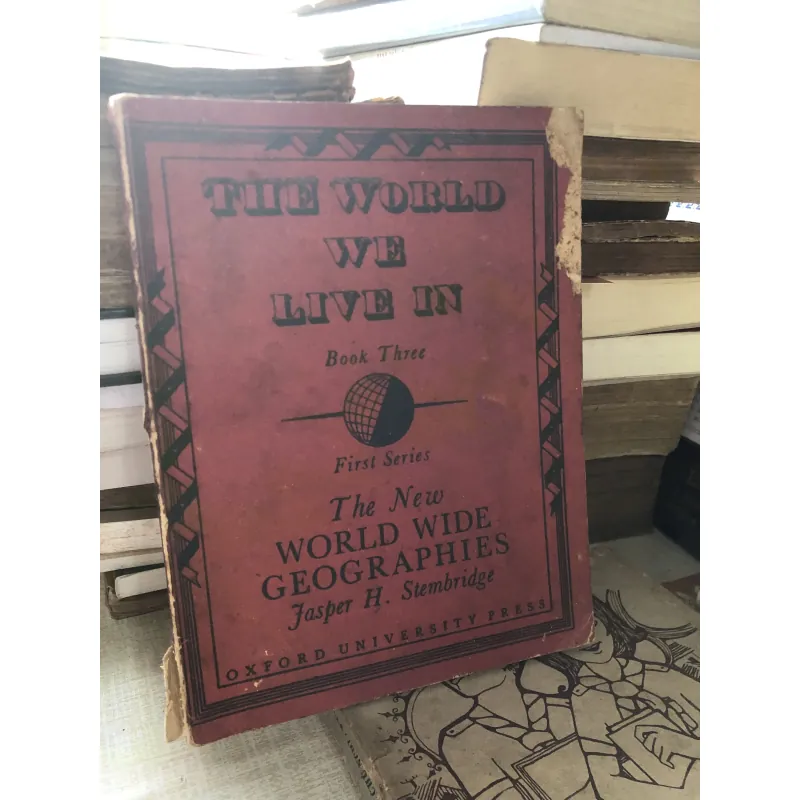 THE WORLD
WE
LIVE IN
Book Three
First Series
The New
WORLD WIDE
GEOGRAPHIES
Jasper H. Stembridge
OXFORD UNIVERSITY PRESS